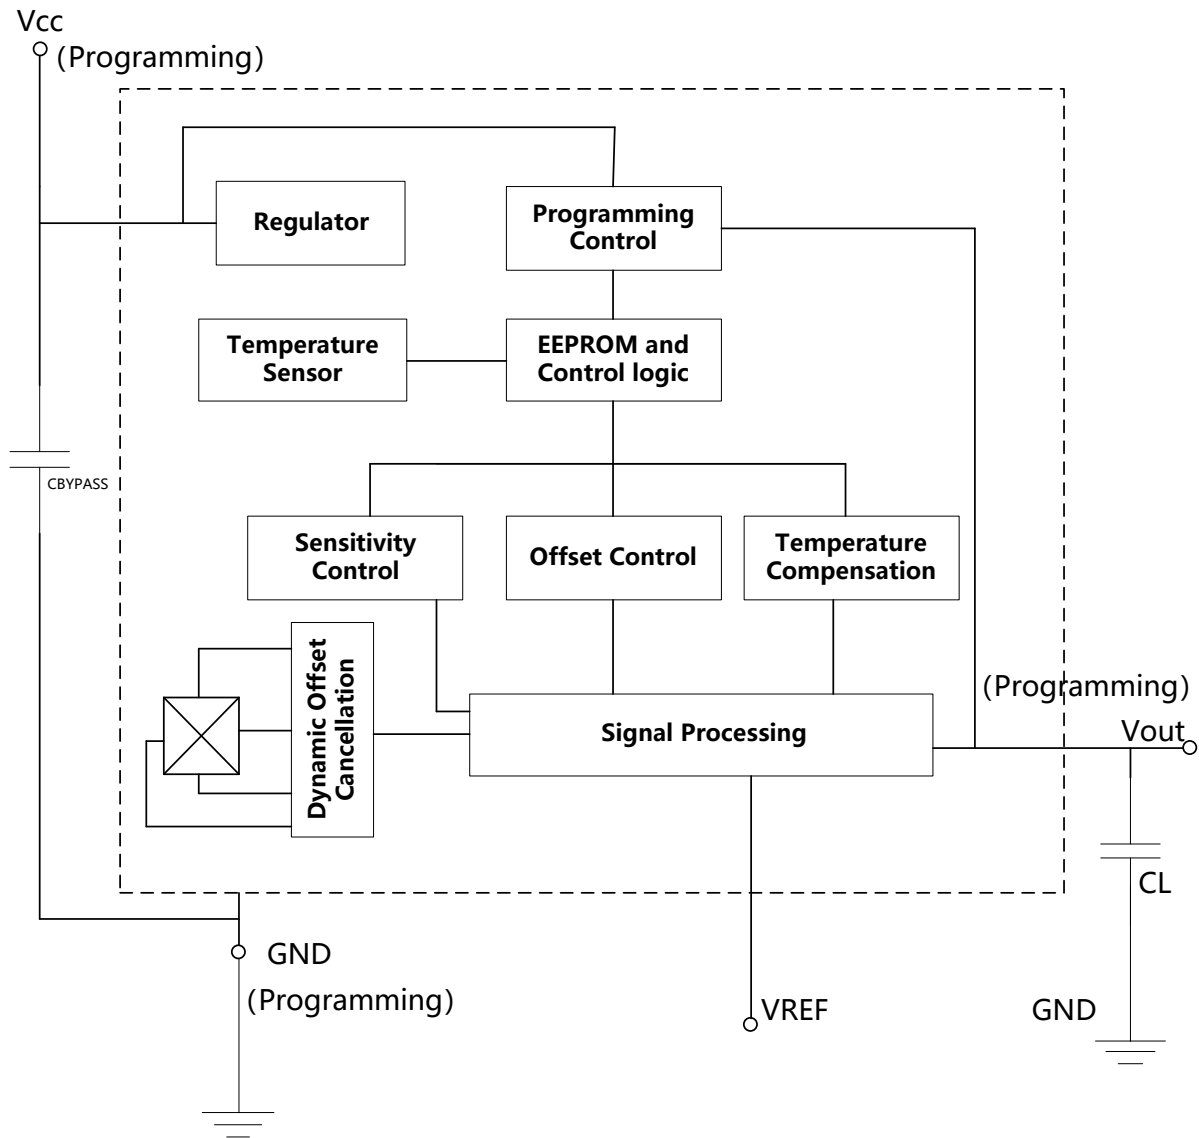 Vcc
(Programming)
Regulator
Programming
Control
Temperature
Sensor
EEPROM and
Control logic
CBYPASS
Sensitivity
Control
Offset Control
Temperature
Compensation
Dynamic Offset
Cancellation
Signal Processing
(Programming)
Vout
CL
GND
(Programming)
VREF
GND